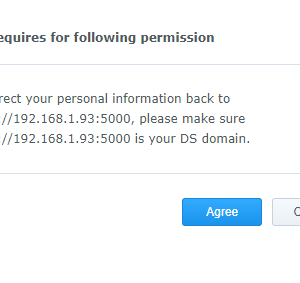 equires for following permission
rect your personal information back to
://192.168.1.93:5000, please make sure
://192.168.1.93:5000 is your DS domain.
Agree
C